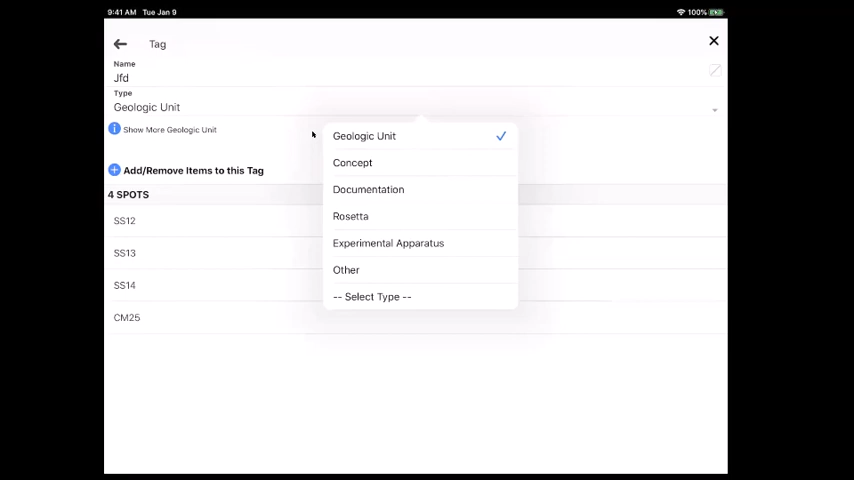 9:41 AM Tue Jan 9
100%
Tag
Name
Jfd
Type
Geologic Unit
Show More Geologic Unit
Add/Remove Items to this Tag
4 SPOTS
SS12
SS13
SS14
CM25
Geologic Unit
Concept
Documentation
Rosetta
Experimental Apparatus
Other
-- Select Type --